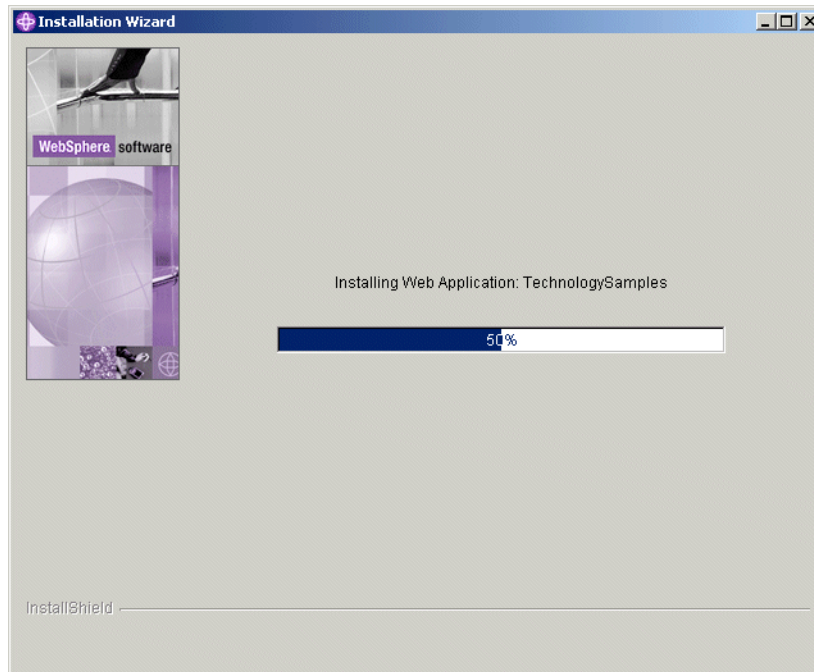 Installation Wizard
WebSphere software
Installing Web Application: TechnologySamples
50%
InstallShield